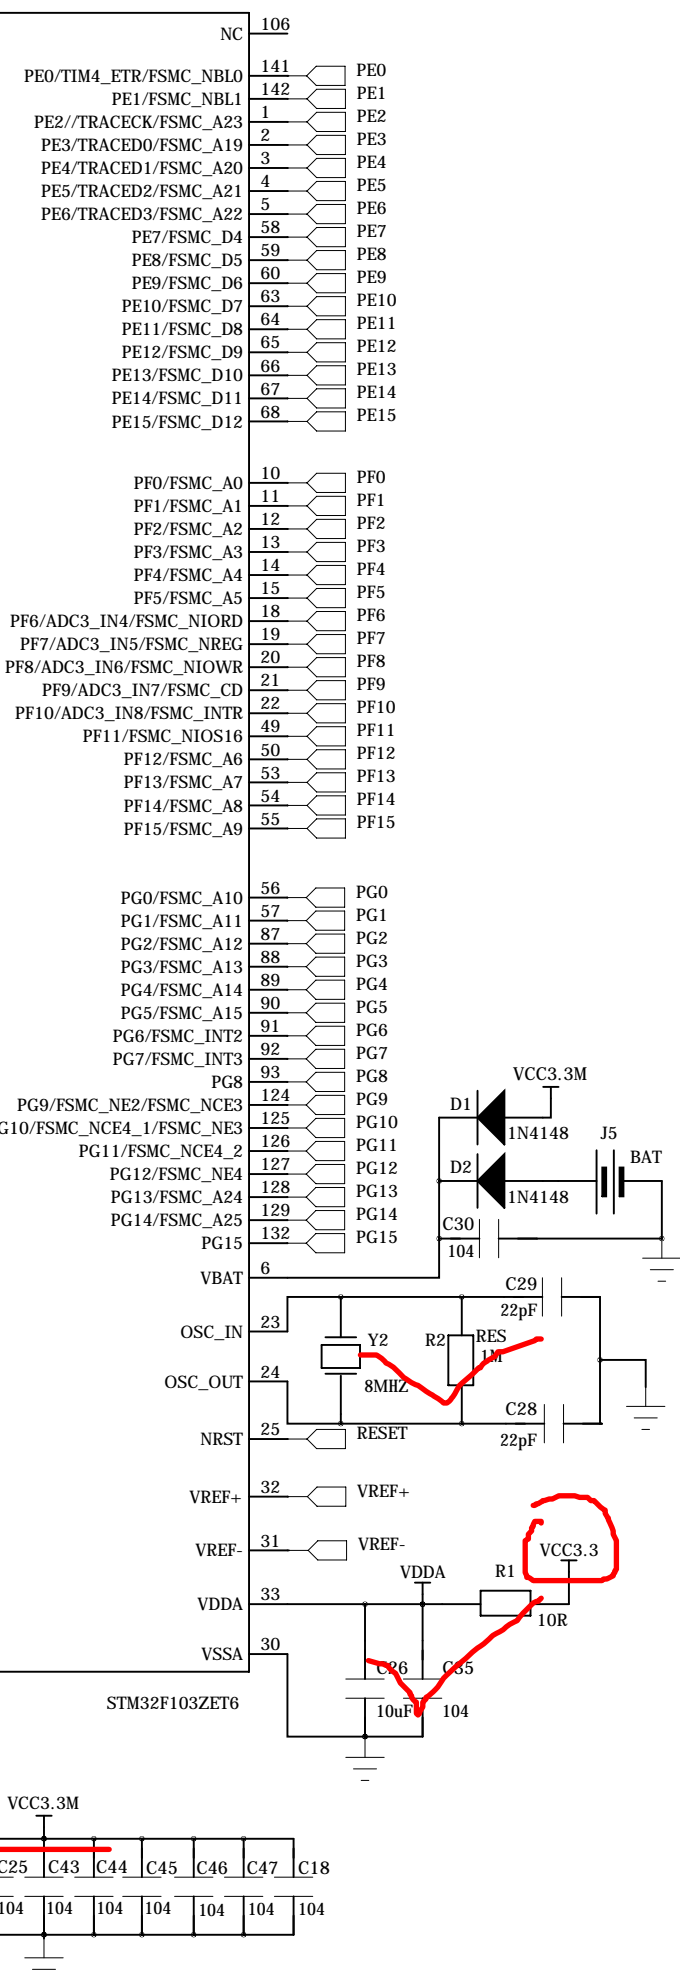 NC 106
PE0/TIM4_ETR/FSMC_NBL0 141 PE0
PE1/FSMC_NBL1 142 PE1
PE2//TRACECK/FSMC_A23 1 PE2
PE3/TRACED0/FSMC_A19 2 PE3
PE4/TRACED1/FSMC_A20 3 PE4
PE5/TRACED2/FSMC_A21 4 PE5
PE6/TRACED3/FSMC_A22 5 PE6
PE7/FSMC_D4 58 PE7
PE8/FSMC_D5 59 PE8
PE9/FSMC_D6 60 PE9
PE10/FSMC_D7 63 PE10
PE11/FSMC_D8 64 PE11
PE12/FSMC_D9 65 PE12
PE13/FSMC_D10 66 PE13
PE14/FSMC_D11 67 PE14
PE15/FSMC_D12 68 PE15
PF0/FSMC_A0 10 PF0
PF1/FSMC_A1 11 PF1
PF2/FSMC_A2 12 PF2
PF3/FSMC_A3 13 PF3
PF4/FSMC_A4 14 PF4
PF5/FSMC_A5 15 PF5
PF6/ADC3_IN4/FSMC_NIORD 18 PF6
PF7/ADC3_IN5/FSMC_NREG 19 PF7
PF8/ADC3_IN6/FSMC_NIOWR 20 PF8
PF9/ADC3_IN7/FSMC_CD 21 PF9
PF10/ADC3_IN8/FSMC_INTR 22 PF10
PF11/FSMC_NIOS16 49 PF11
PF12/FSMC_A6 50 PF12
PF13/FSMC_A7 53 PF13
PF14/FSMC_A8 54 PF14
PF15/FSMC_A9 55 PF15
PG0/FSMC_A10 56 PG0
PG1/FSMC_A11 57 PG1
PG2/FSMC_A12 87 PG2
PG3/FSMC_A13 88 PG3
PG4/FSMC_A14 89 PG4
PG5/FSMC_A15 90 PG5
PG6/FSMC_INT2 91 PG6
PG7/FSMC_INT3 92 PG7
PG8 93 PG8
PG9/FSMC_NE2/FSMC_NCE3 124 PG9
G10/FSMC_NCE4_1/FSMC_NE3 125 PG10
PG11/FSMC_NCE4_2 126 PG11
PG12/FSMC_NE4 127 PG12
PG13/FSMC_A24 128 PG13
PG14/FSMC_A25 129 PG14
PG15 132 PG15
VCC3.3M
D1
1N4148
J5
D2 BAT
1N4148
C30
104
VBAT 6
C29
22pF
OSC_IN 23
Y2 R2 RES
1M
OSC_OUT 24
8MHZ
C28
22pF
NRST 25 RESET
VREF+ 32 VREF+
VREF- 31 VREF-
VCC3.3
VDDA R1
VDDA 33
10R
VSSA 30
C26 C35
10uF 104
STM32F103ZET6
VCC3.3M
C25 C43 C44 C45 C46 C47 C18
104 104 104 104 104 104 104